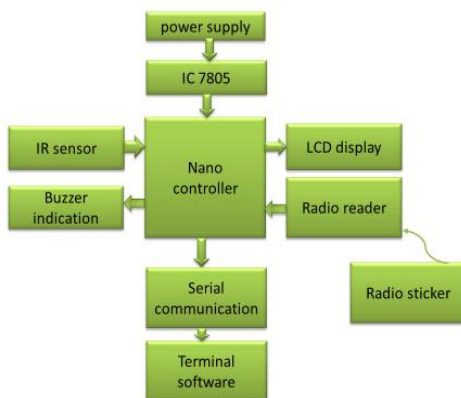 power supply
IC 7805
IR sensor
Nano
controller
LCD display
Buzzer
indication
Radio reader
Serial
communication
Radio sticker
Terminal
software